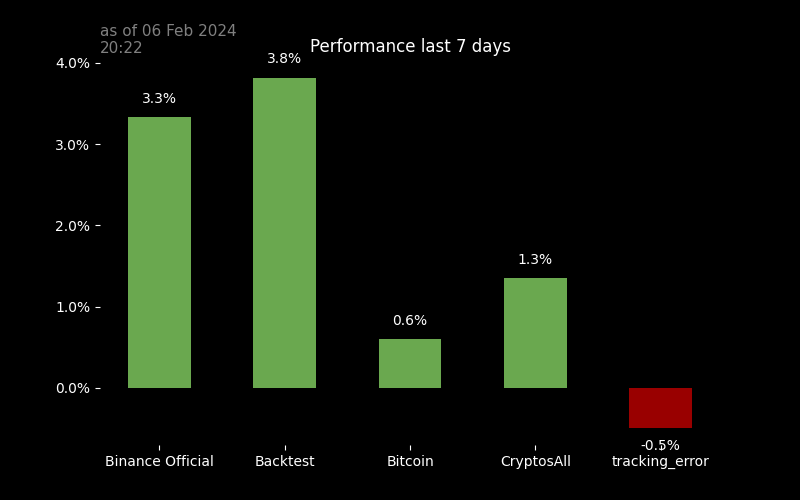 as of 06 Feb 2024
20:22
Performance last 7 days
4.0%
3.0%
2.0%
1.0%
0.0%
3.3%
3.8%
0.6%
1.3%
-0.5%
Binance Official
Backtest
Bitcoin
CryptosAll
tracking_error